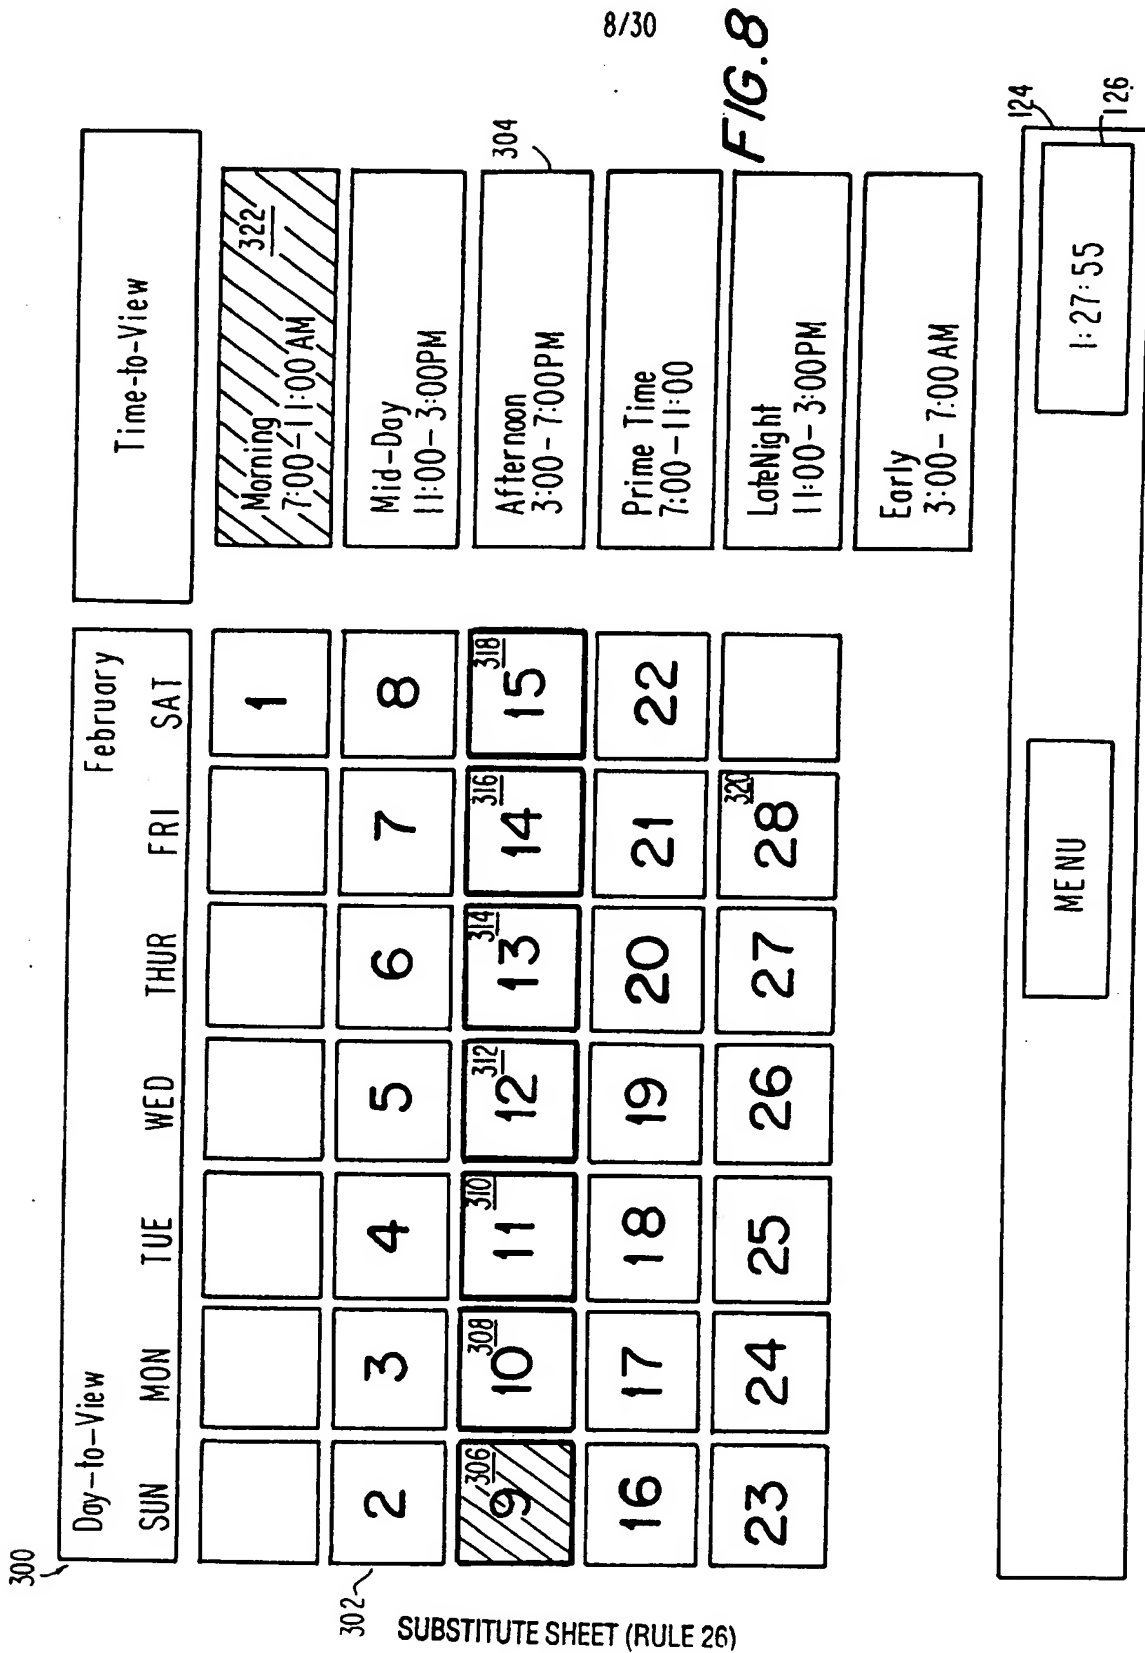 8/30
300
Day-to-View February
SUN MON TUE WED THUR FRI SAT
Time-to-View
1
302
2 3 4 5 6 7 8
9 306 10 308 11 310 12 312 13 314 14 316 15 318
16 17 18 19 20 21 22
23 24 25 26 27 28 320
Morning 322
7:00-11:00 AM
Mid-Day
11:00-3:00PM
304
Afternoon
3:00-7:00PM
Prime Time
7:00-11:00
LateNight
11:00-3:00PM
Early
3:00-7:00 AM
FIG.8
MENU
1:27:55
124
126
SUBSTITUTE SHEET (RULE 26)